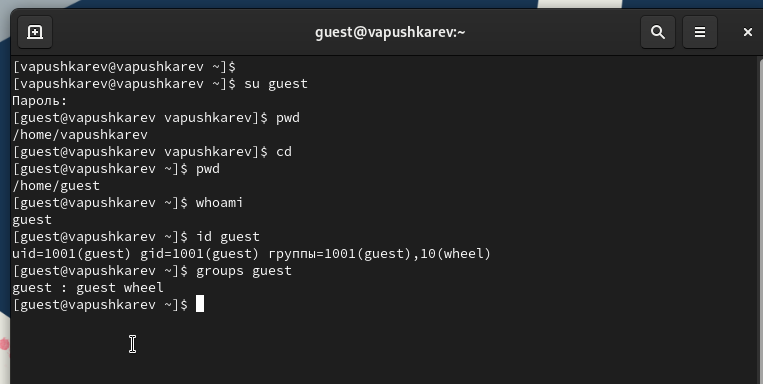 guest@vapushkarev:~
[vapushkarev@vapushkarev ~]$
[vapushkarev@vapushkarev ~]$ su guest
Пароль:
[guest@vapushkarev vapushkarev]$ pwd
/home/vapushkarev
[guest@vapushkarev vapushkarev]$ cd
[guest@vapushkarev ~]$ pwd
/home/guest
[guest@vapushkarev ~]$ whoami
guest
[guest@vapushkarev ~]$ id guest
uid=1001(guest) gid=1001(guest) группы=1001(guest),10(wheel)
[guest@vapushkarev ~]$ groups guest
guest : guest wheel
[guest@vapushkarev ~]$